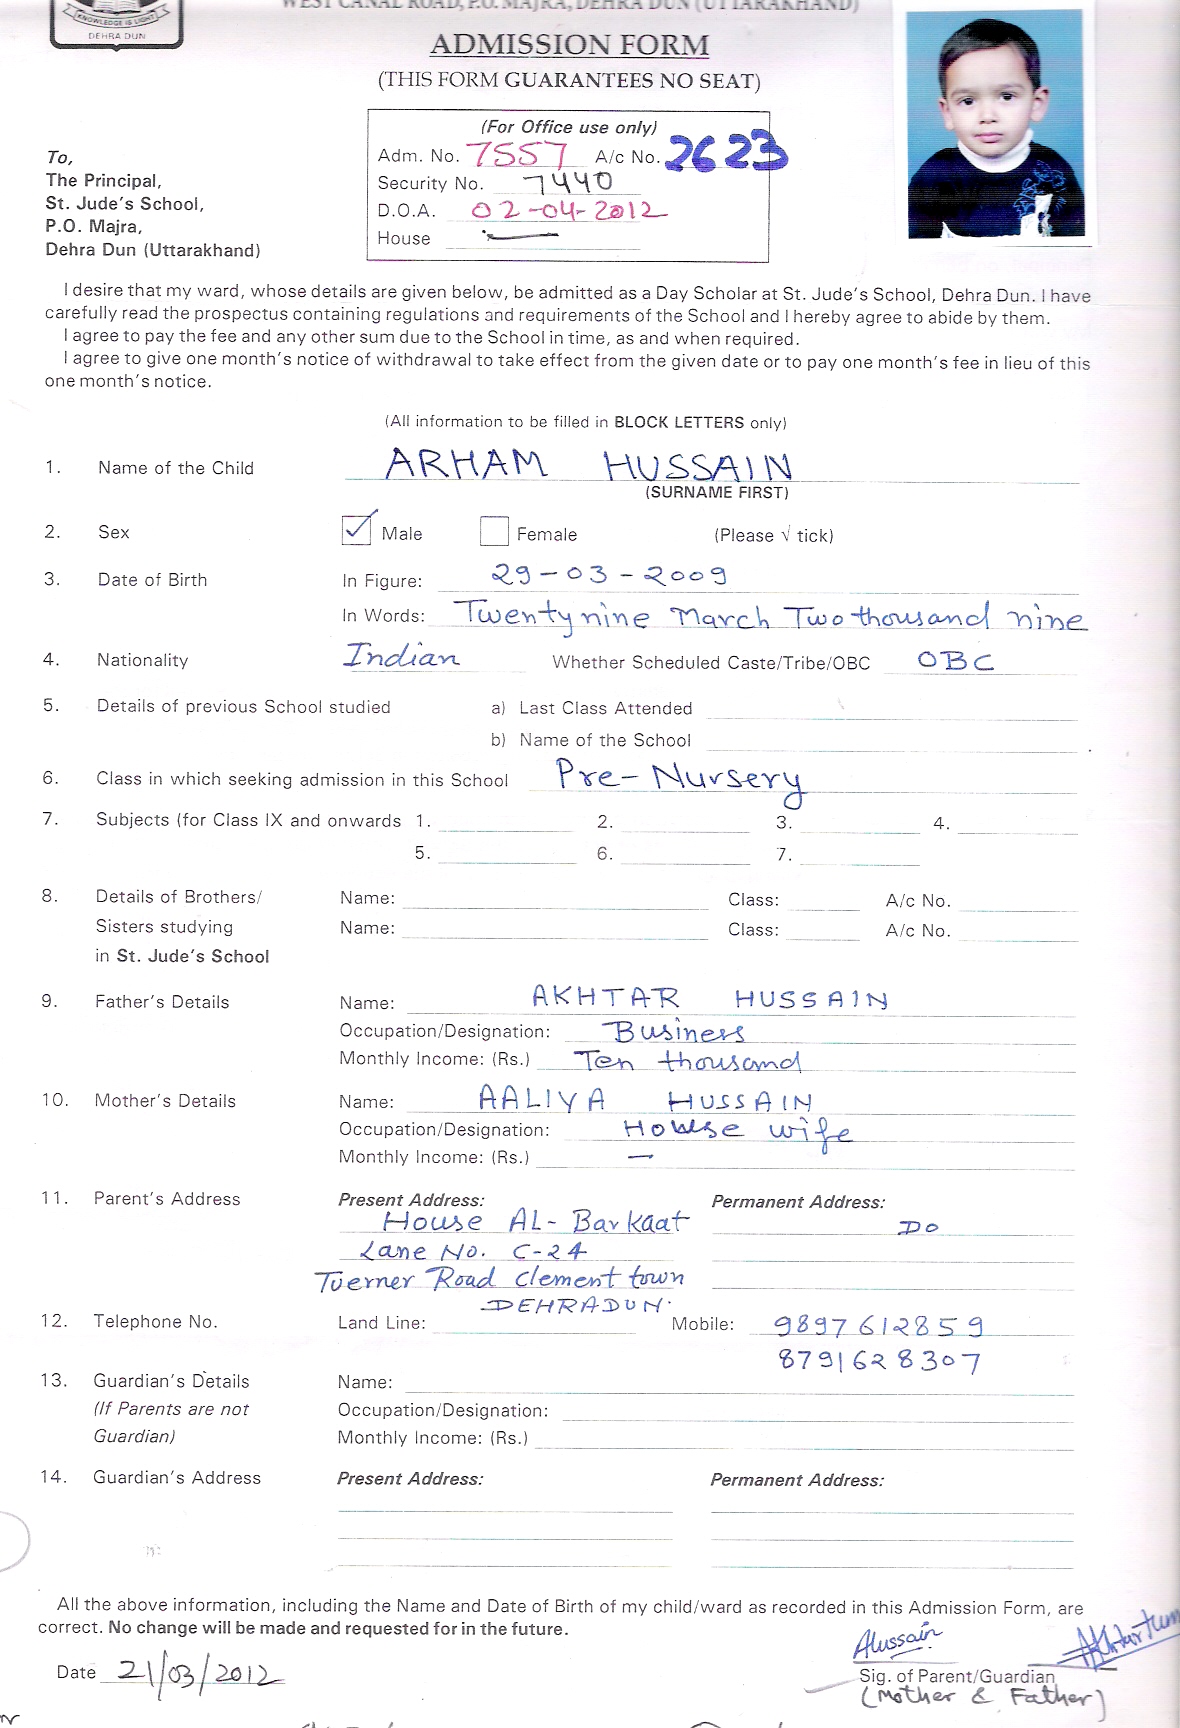 WEST CANAL ROAD, P.O. MAJRA, DEHRA DUN (UTTARAKHAND)
KNOWLEDGE IS LIGHT
DEHRA DUN
ADMISSION FORM
(THIS FORM GUARANTEES NO SEAT)
(For Office use only)
Adm. No. 7557 A/c No. 2623
Security No. 7440
D.O.A. 02-04-2012
House
To,
The Principal,
St. Jude's School,
P.O. Majra,
Dehra Dun (Uttarakhand)
I desire that my ward, whose details are given below, be admitted as a Day Scholar at St. Jude's School, Dehra Dun. I have
carefully read the prospectus containing regulations and requirements of the School and I hereby agree to abide by them.
I agree to pay the fee and any other sum due to the School in time, as and when required.
I agree to give one month's notice of withdrawal to take effect from the given date or to pay one month's fee in lieu of this
one month's notice.
(All information to be filled in BLOCK LETTERS only)
1. Name of the Child ARHAM HUSSAIN
(SURNAME FIRST)
2. Sex Male Female (Please √ tick)
3. Date of Birth In Figure: 29-03-2009
In Words: Twenty nine March Two thousand nine
4. Nationality Indian Whether Scheduled Caste/Tribe/OBC OBC
5. Details of previous School studied a) Last Class Attended
b) Name of the School
6. Class in which seeking admission in this School Pre-Nursery
7. Subjects (for Class IX and onwards 1. 2. 3. 4.
5. 6. 7.
8. Details of Brothers/ Name: Class: A/c No.
Sisters studying Name: Class: A/c No.
in St. Jude's School
9. Father's Details Name: AKHTAR HUSSAIN
Occupation/Designation: Business
Monthly Income: (Rs.) Ten thousand
10. Mother's Details Name: AALIYA HUSSAIN
Occupation/Designation: House wife
Monthly Income: (Rs.) —
11. Parent's Address Present Address: Permanent Address:
House AL-Barkaat Do
Lane No. C-24
Tuerner Road Clement town
DEHRADUN.
12. Telephone No. Land Line: Mobile: 9897612859
8791628307
13. Guardian's Details Name:
(If Parents are not Occupation/Designation:
Guardian) Monthly Income: (Rs.)
14. Guardian's Address Present Address: Permanent Address:
All the above information, including the Name and Date of Birth of my child/ward as recorded in this Admission Form, are
correct. No change will be made and requested for in the future.
AHussain
Date 21/03/2012 Sig. of Parent/Guardian
(Mother & Father)